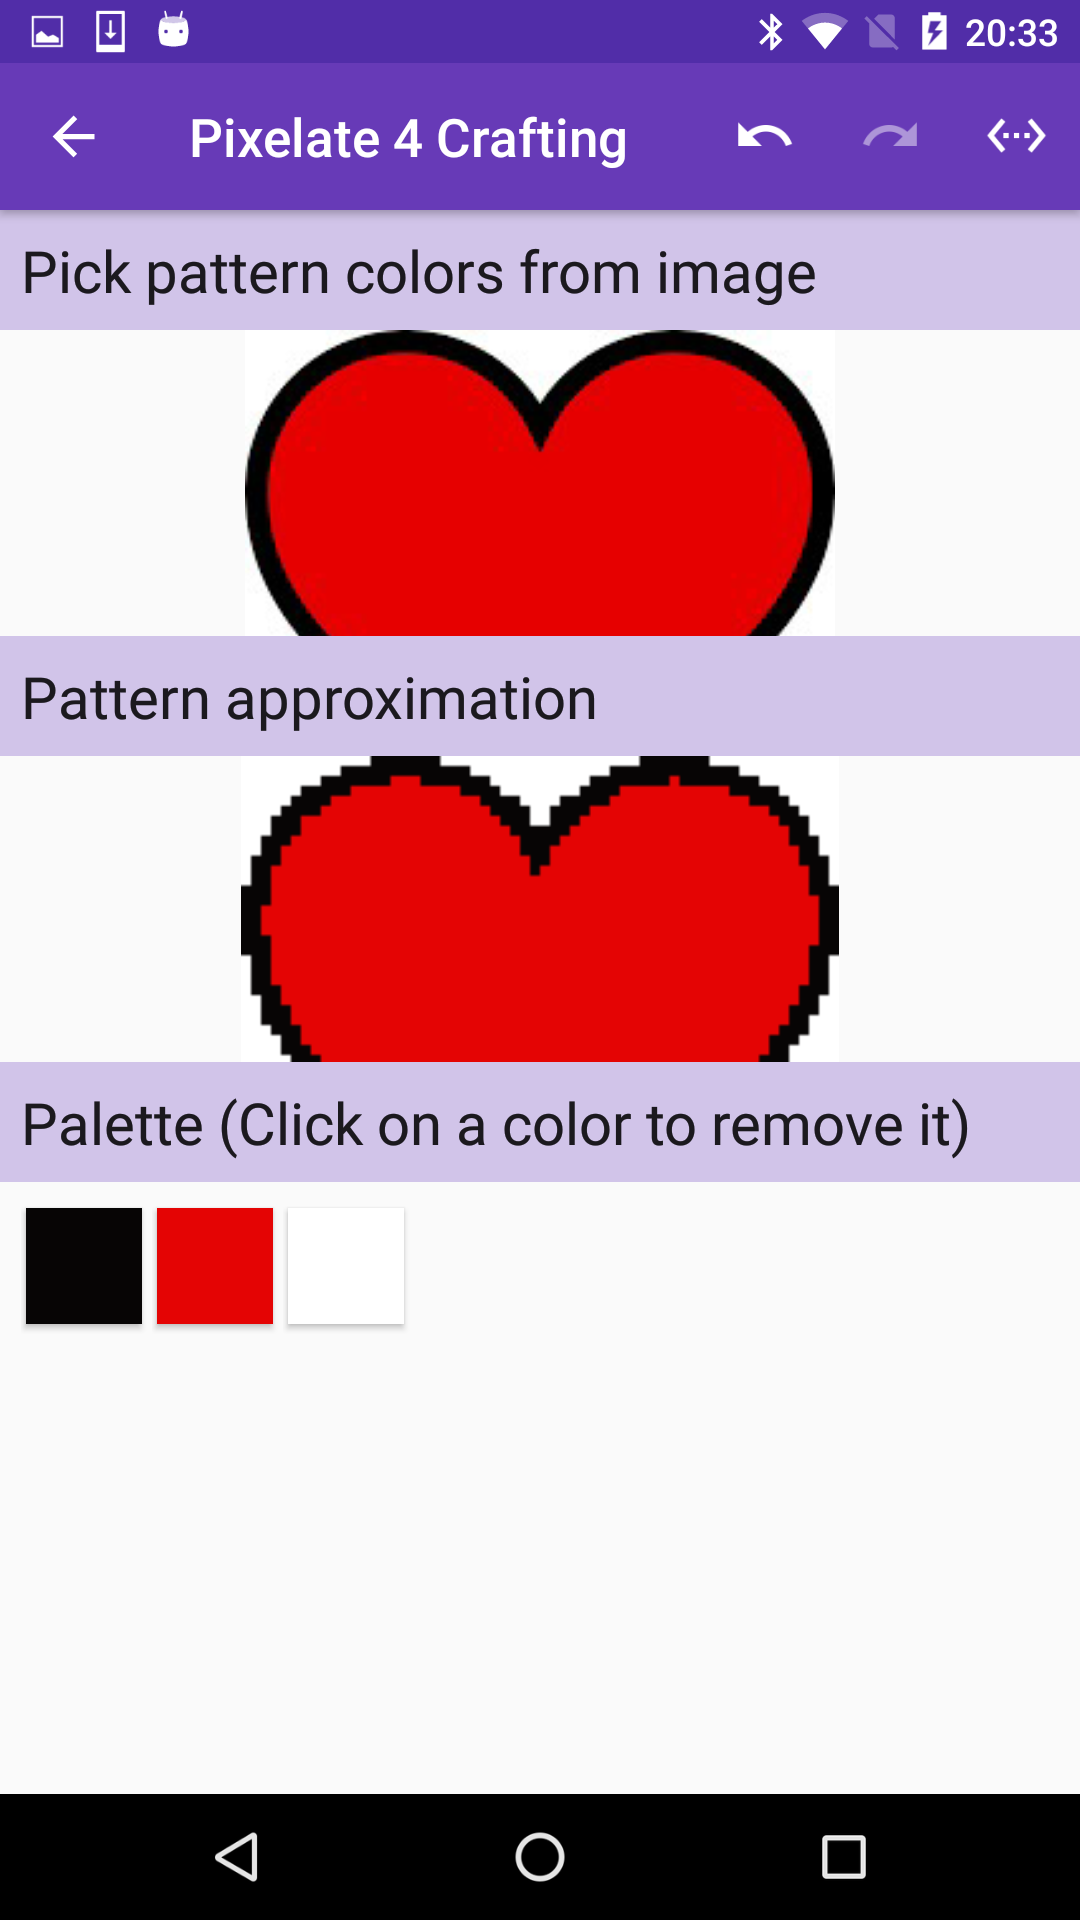 20:33
Pixelate 4 Crafting
Pick pattern colors from image
Pattern approximation
Palette (Click on a color to remove it)